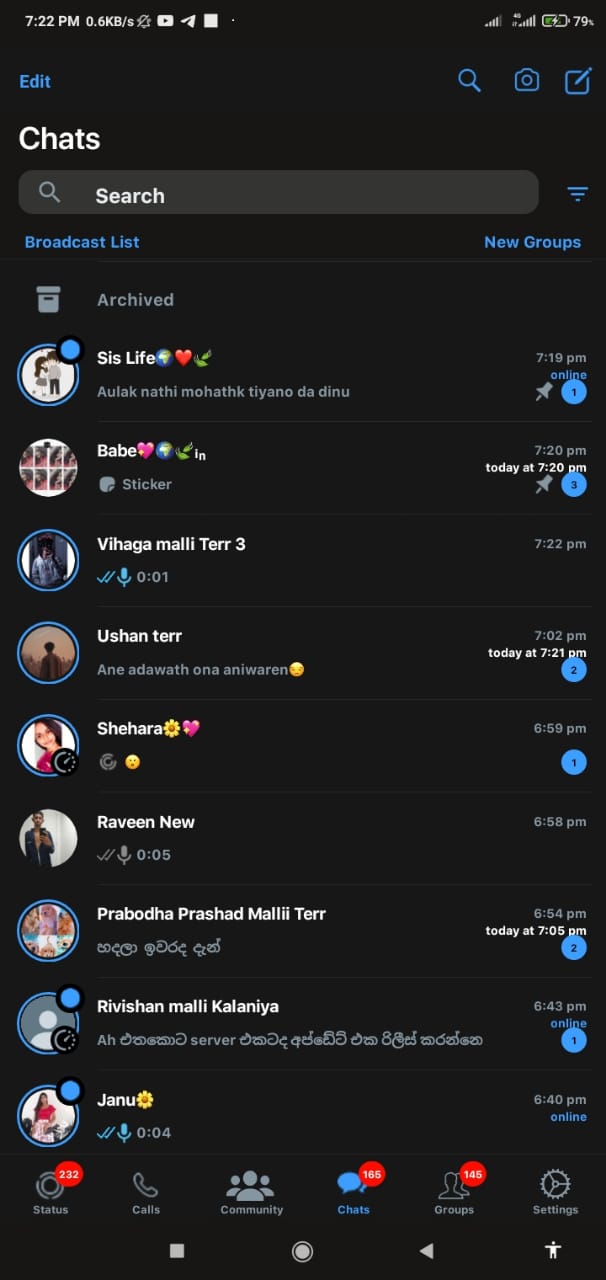 7:22 PM 0.6KB/s 4G 79%
Edit
Chats
Search
Broadcast List New Groups
Archived
Sis Life🌍❤️🌿 7:19 pm
online
Aulak nathi mohathk tiyano da dinu 1
Babe💖🌍🌿in 7:20 pm
today at 7:20 pm
Sticker 3
Vihaga malli Terr 3 7:22 pm
0:01
Ushan terr 7:02 pm
today at 7:21 pm
Ane adawath ona aniwaren😒 2
Shehara🌼💖 6:59 pm
😮 1
Raveen New 6:58 pm
0:05
Prabodha Prashad Mallii Terr 6:54 pm
today at 7:05 pm
හදලා ඉවරද දැන් 2
Rivishan malli Kalaniya 6:43 pm
online
Ah එතකොට server එකටද අප්ඩේට් එක රිලීස් කරන්නෙ 1
Janu🌼 6:40 pm
online
0:04
232 165 145
Status Calls Community Chats Groups Settings